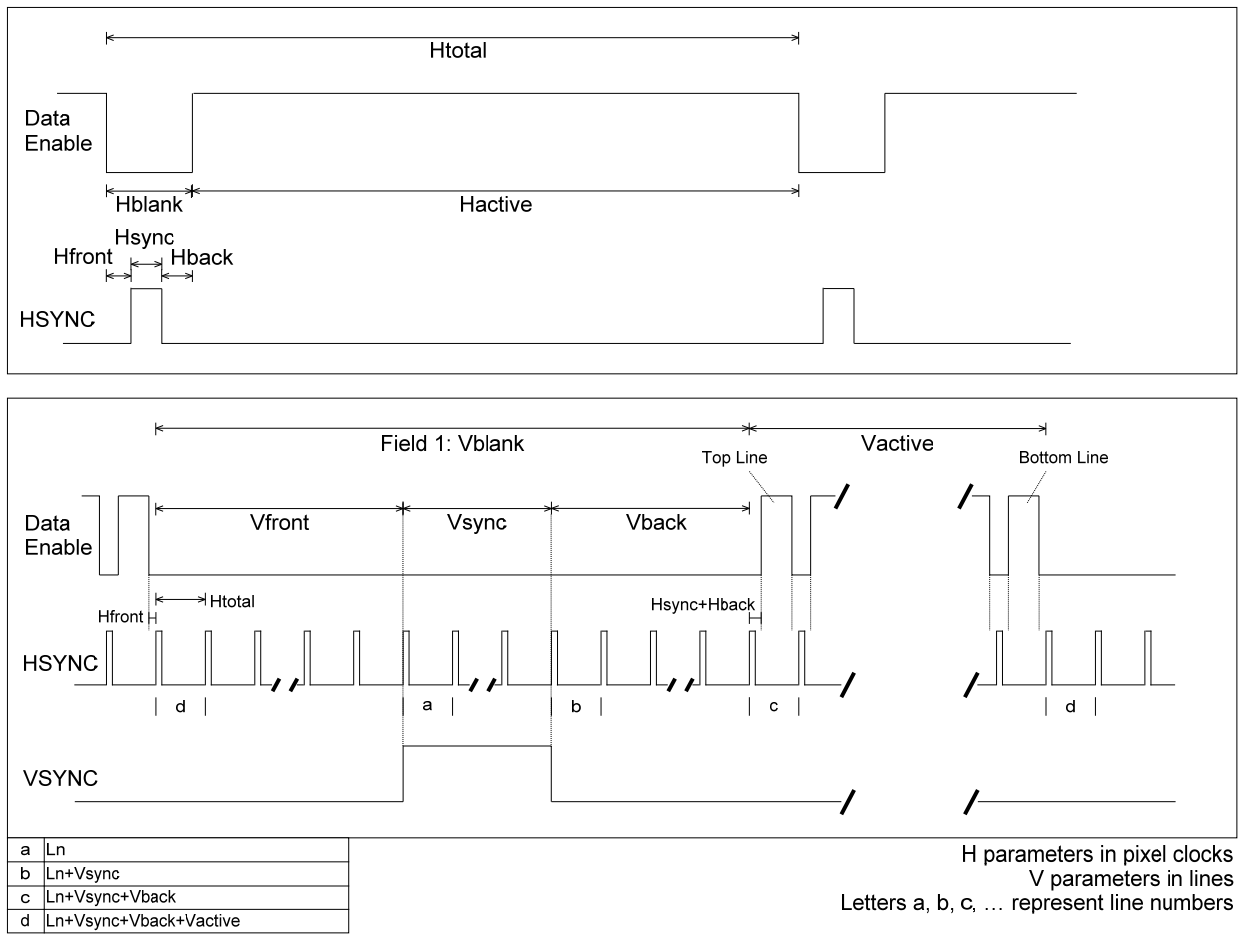 Htotal
Data
Enable
Hblank
Hactive
Hsync
Hfront
Hback
HSYNC
Field 1: Vblank
Vactive
Top Line
Bottom Line
Data
Enable
Vfront
Vsync
Vback
Hfront
Htotal
Hsync+Hback
HSYNC
d
a
b
c
d
VSYNC
a Ln
b Ln+Vsync
c Ln+Vsync+Vback
d Ln+Vsync+Vback+Vactive
H parameters in pixel clocks
V parameters in lines
Letters a, b, c, … represent line numbers